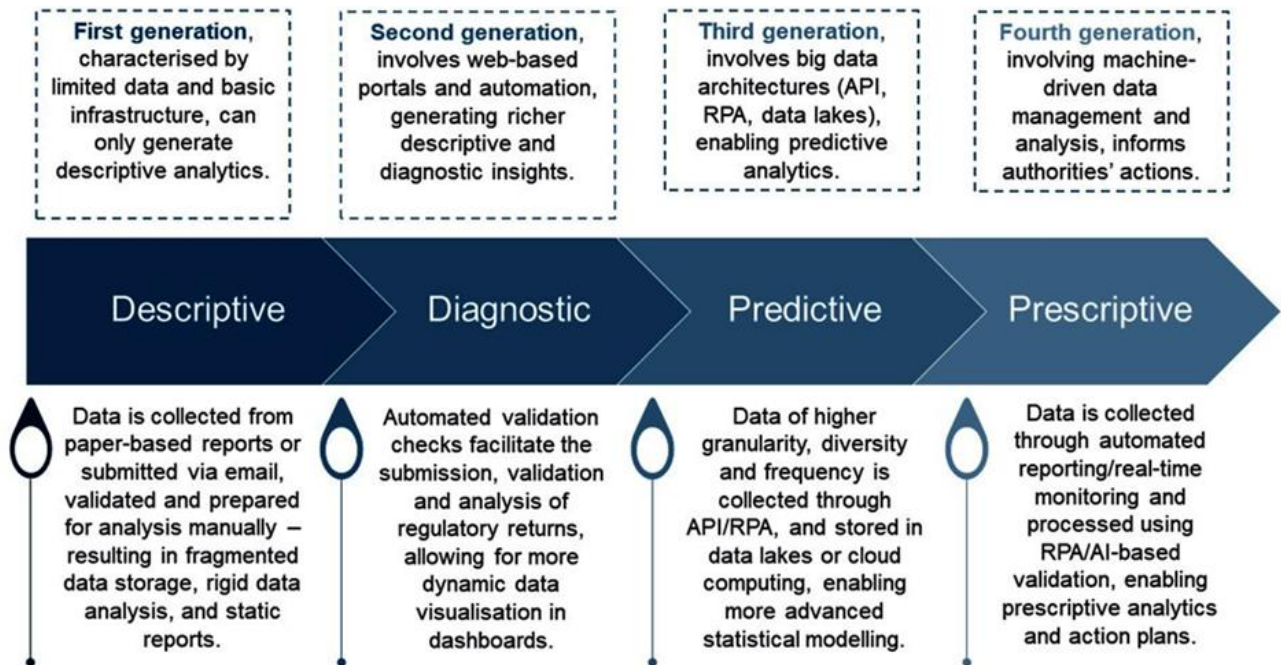 First generation,
characterised by
limited data and basic
infrastructure, can
only generate
descriptive analytics.
Second generation,
involves web-based
portals and automation,
generating richer
descriptive and
diagnostic insights.
Third generation,
involves big data
architectures (API,
RPA, data lakes),
enabling predictive
analytics.
Fourth generation,
involving machine-
driven data
management and
analysis, informs
authorities' actions.
Descriptive
Diagnostic
Predictive
Prescriptive
Data is collected from
paper-based reports or
submitted via email,
validated and prepared
for analysis manually –
resulting in fragmented
data storage, rigid data
analysis, and static
reports.
Automated validation
checks facilitate the
submission, validation
and analysis of
regulatory returns,
allowing for more
dynamic data
visualisation in
dashboards.
Data of higher
granularity, diversity
and frequency is
collected through
API/RPA, and stored in
data lakes or cloud
computing, enabling
more advanced
statistical modelling.
Data is collected
through automated
reporting/real-time
monitoring and
processed using
RPA/AI-based
validation, enabling
prescriptive analytics
and action plans.